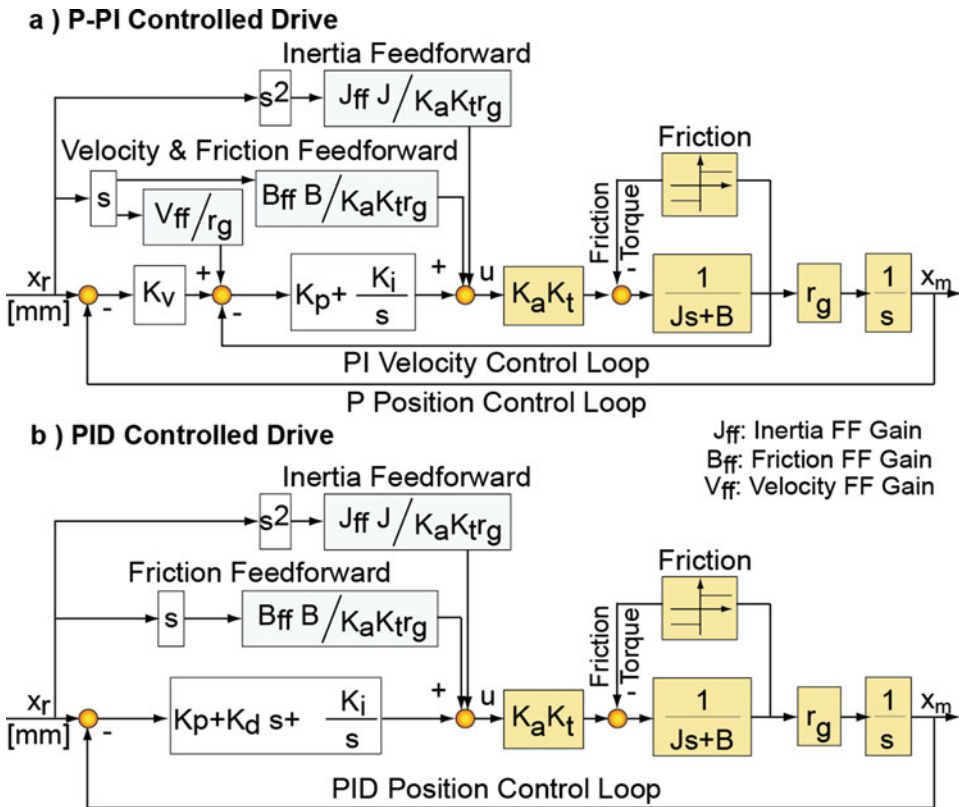 a ) P-PI Controlled Drive
Inertia Feedforward
s2
Jff J / KaKtrg
Velocity & Friction Feedforward
s
Vff/rg
Bff B / KaKtrg
Friction
Friction
Torque
-
xr
[mm]
-
Kv
+
-
Kp+ Ki
s
+
u
KaKt
1
Js+B
rg
1
s
xm
PI Velocity Control Loop
P Position Control Loop
b ) PID Controlled Drive
Jff: Inertia FF Gain
Bff: Friction FF Gain
Vff: Velocity FF Gain
Inertia Feedforward
s2
Jff J / KaKtrg
Friction Feedforward
s
Bff B / KaKtrg
Friction
Friction
Torque
-
xr
[mm]
-
Kp+Kd s+ Ki
s
+
u
KaKt
1
Js+B
rg
1
s
xm
PID Position Control Loop